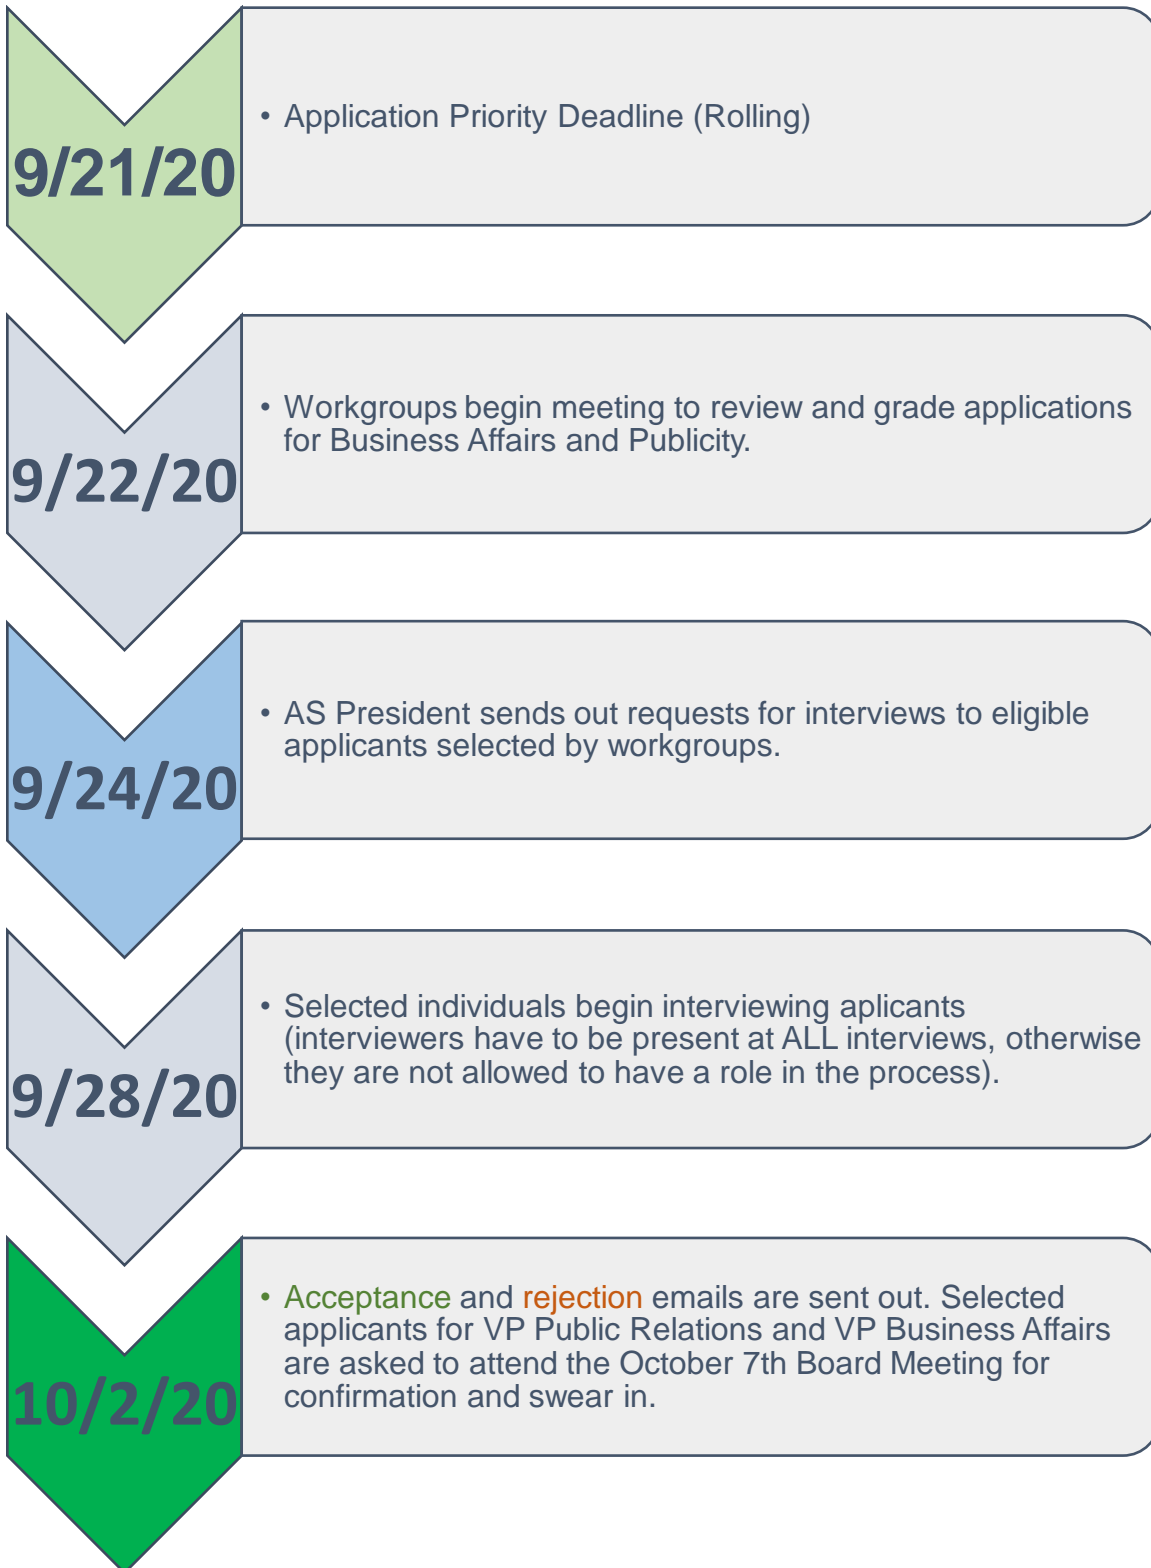 9/21/20
• Application Priority Deadline (Rolling)
9/22/20
• Workgroups begin meeting to review and grade applications
for Business Affairs and Publicity.
9/24/20
• AS President sends out requests for interviews to eligible
applicants selected by workgroups.
9/28/20
• Selected individuals begin interviewing aplicants
(interviewers have to be present at ALL interviews, otherwise
they are not allowed to have a role in the process).
10/2/20
• Acceptance and rejection emails are sent out. Selected
applicants for VP Public Relations and VP Business Affairs
are asked to attend the October 7th Board Meeting for
confirmation and swear in.